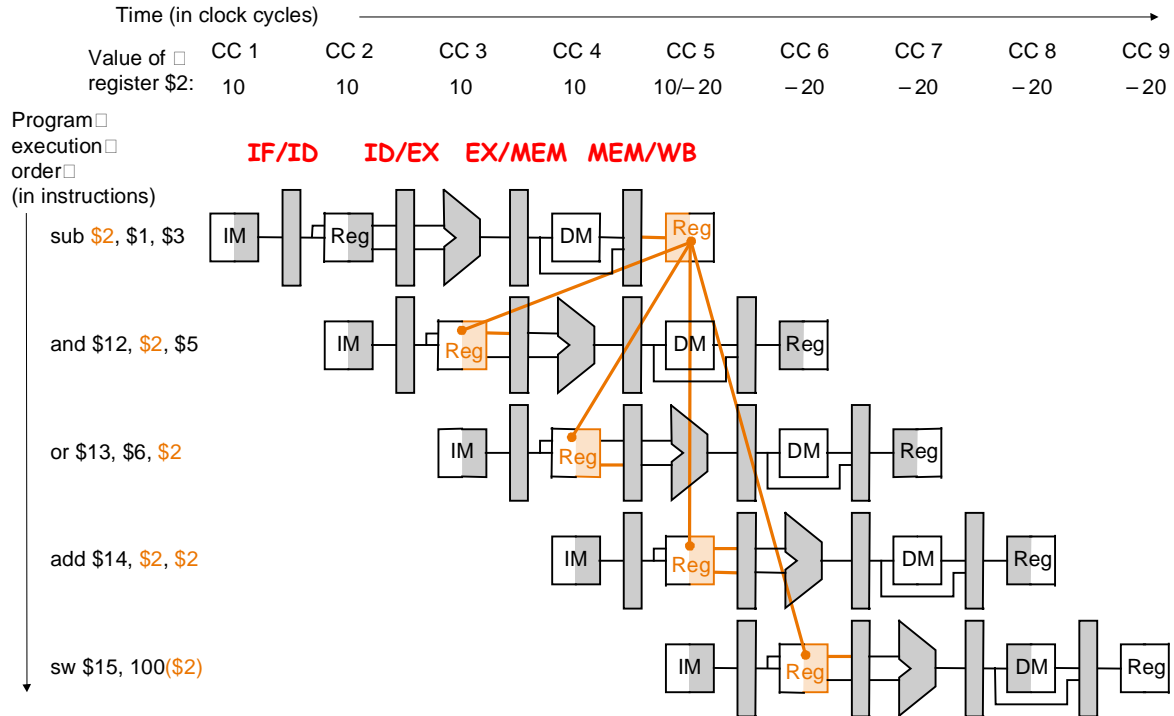 Time (in clock cycles)
CC 1 CC 2 CC 3 CC 4 CC 5 CC 6 CC 7 CC 8 CC 9
Value of □
register $2: 10 10 10 10 10/– 20 – 20 – 20 – 20 – 20
Program□
execution□
order□
(in instructions)
IF/ID ID/EX EX/MEM MEM/WB
sub $2, $1, $3 IM Reg DM Reg
and $12, $2, $5 IM Reg DM Reg
or $13, $6, $2 IM Reg DM Reg
add $14, $2, $2 IM Reg DM Reg
sw $15, 100($2) IM Reg DM Reg